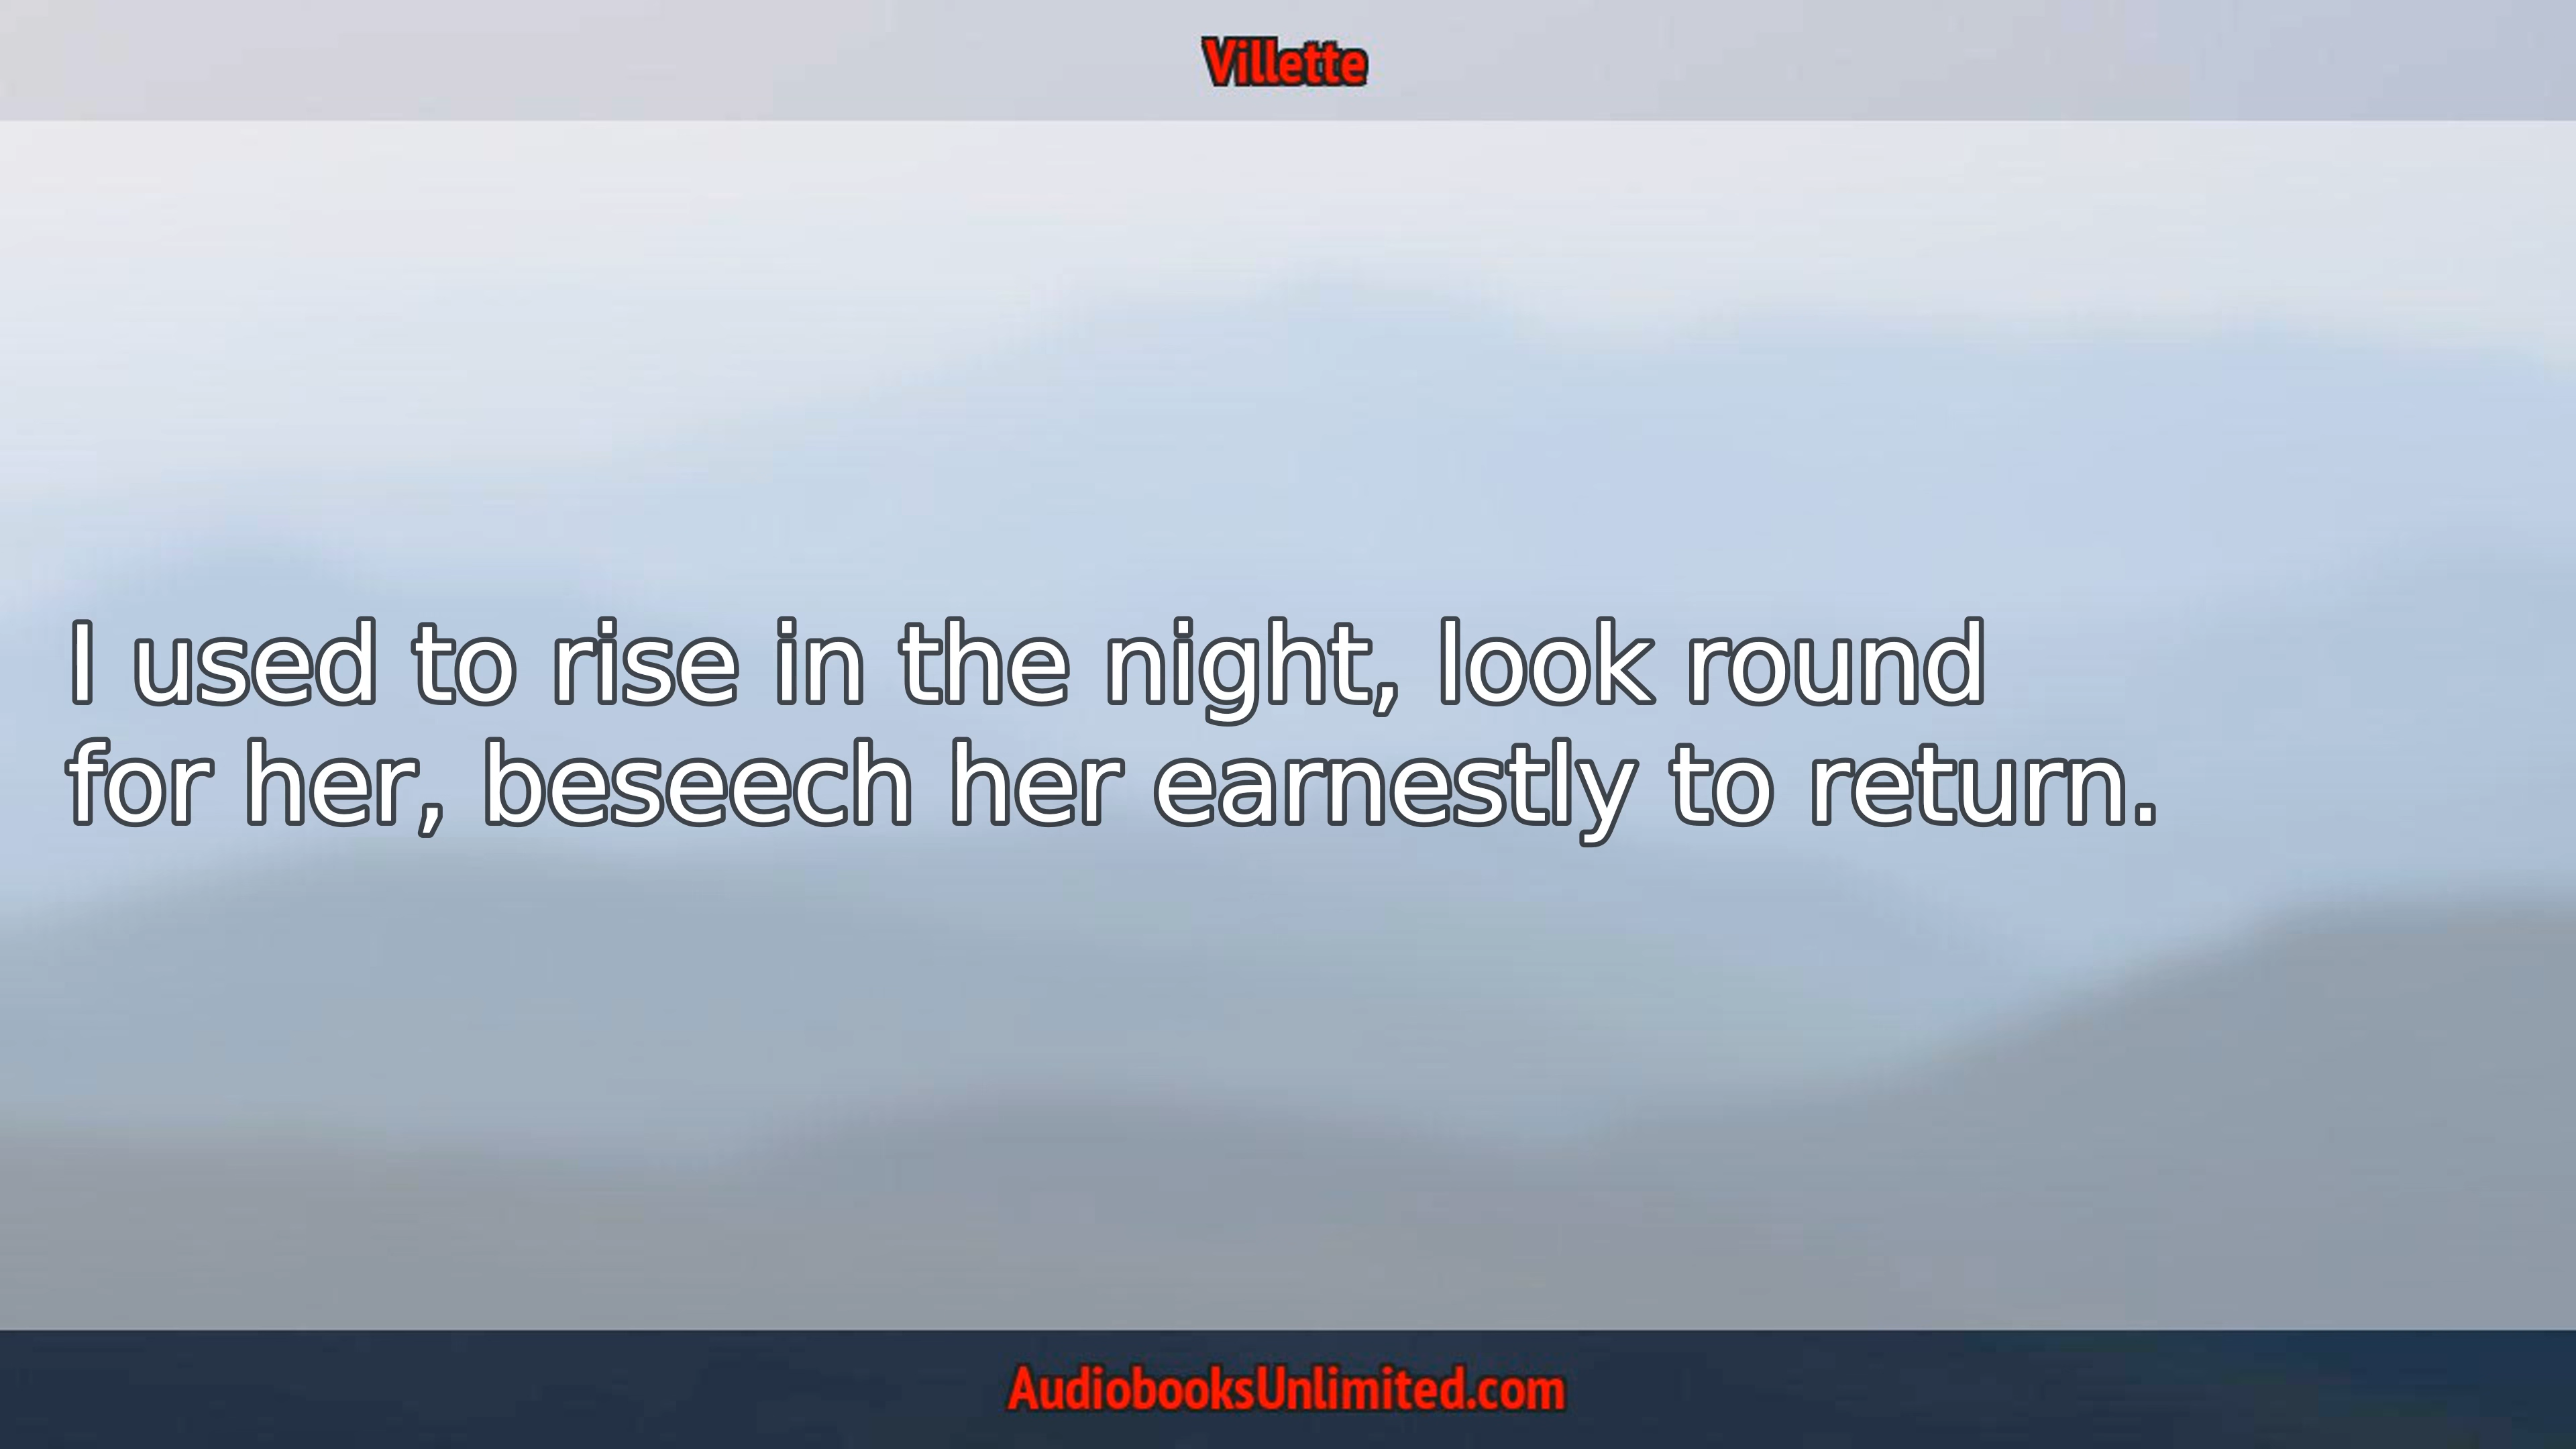 Villette
I used to rise in the night, look round
for her, beseech her earnestly to return.
AudiobooksUnlimited.com